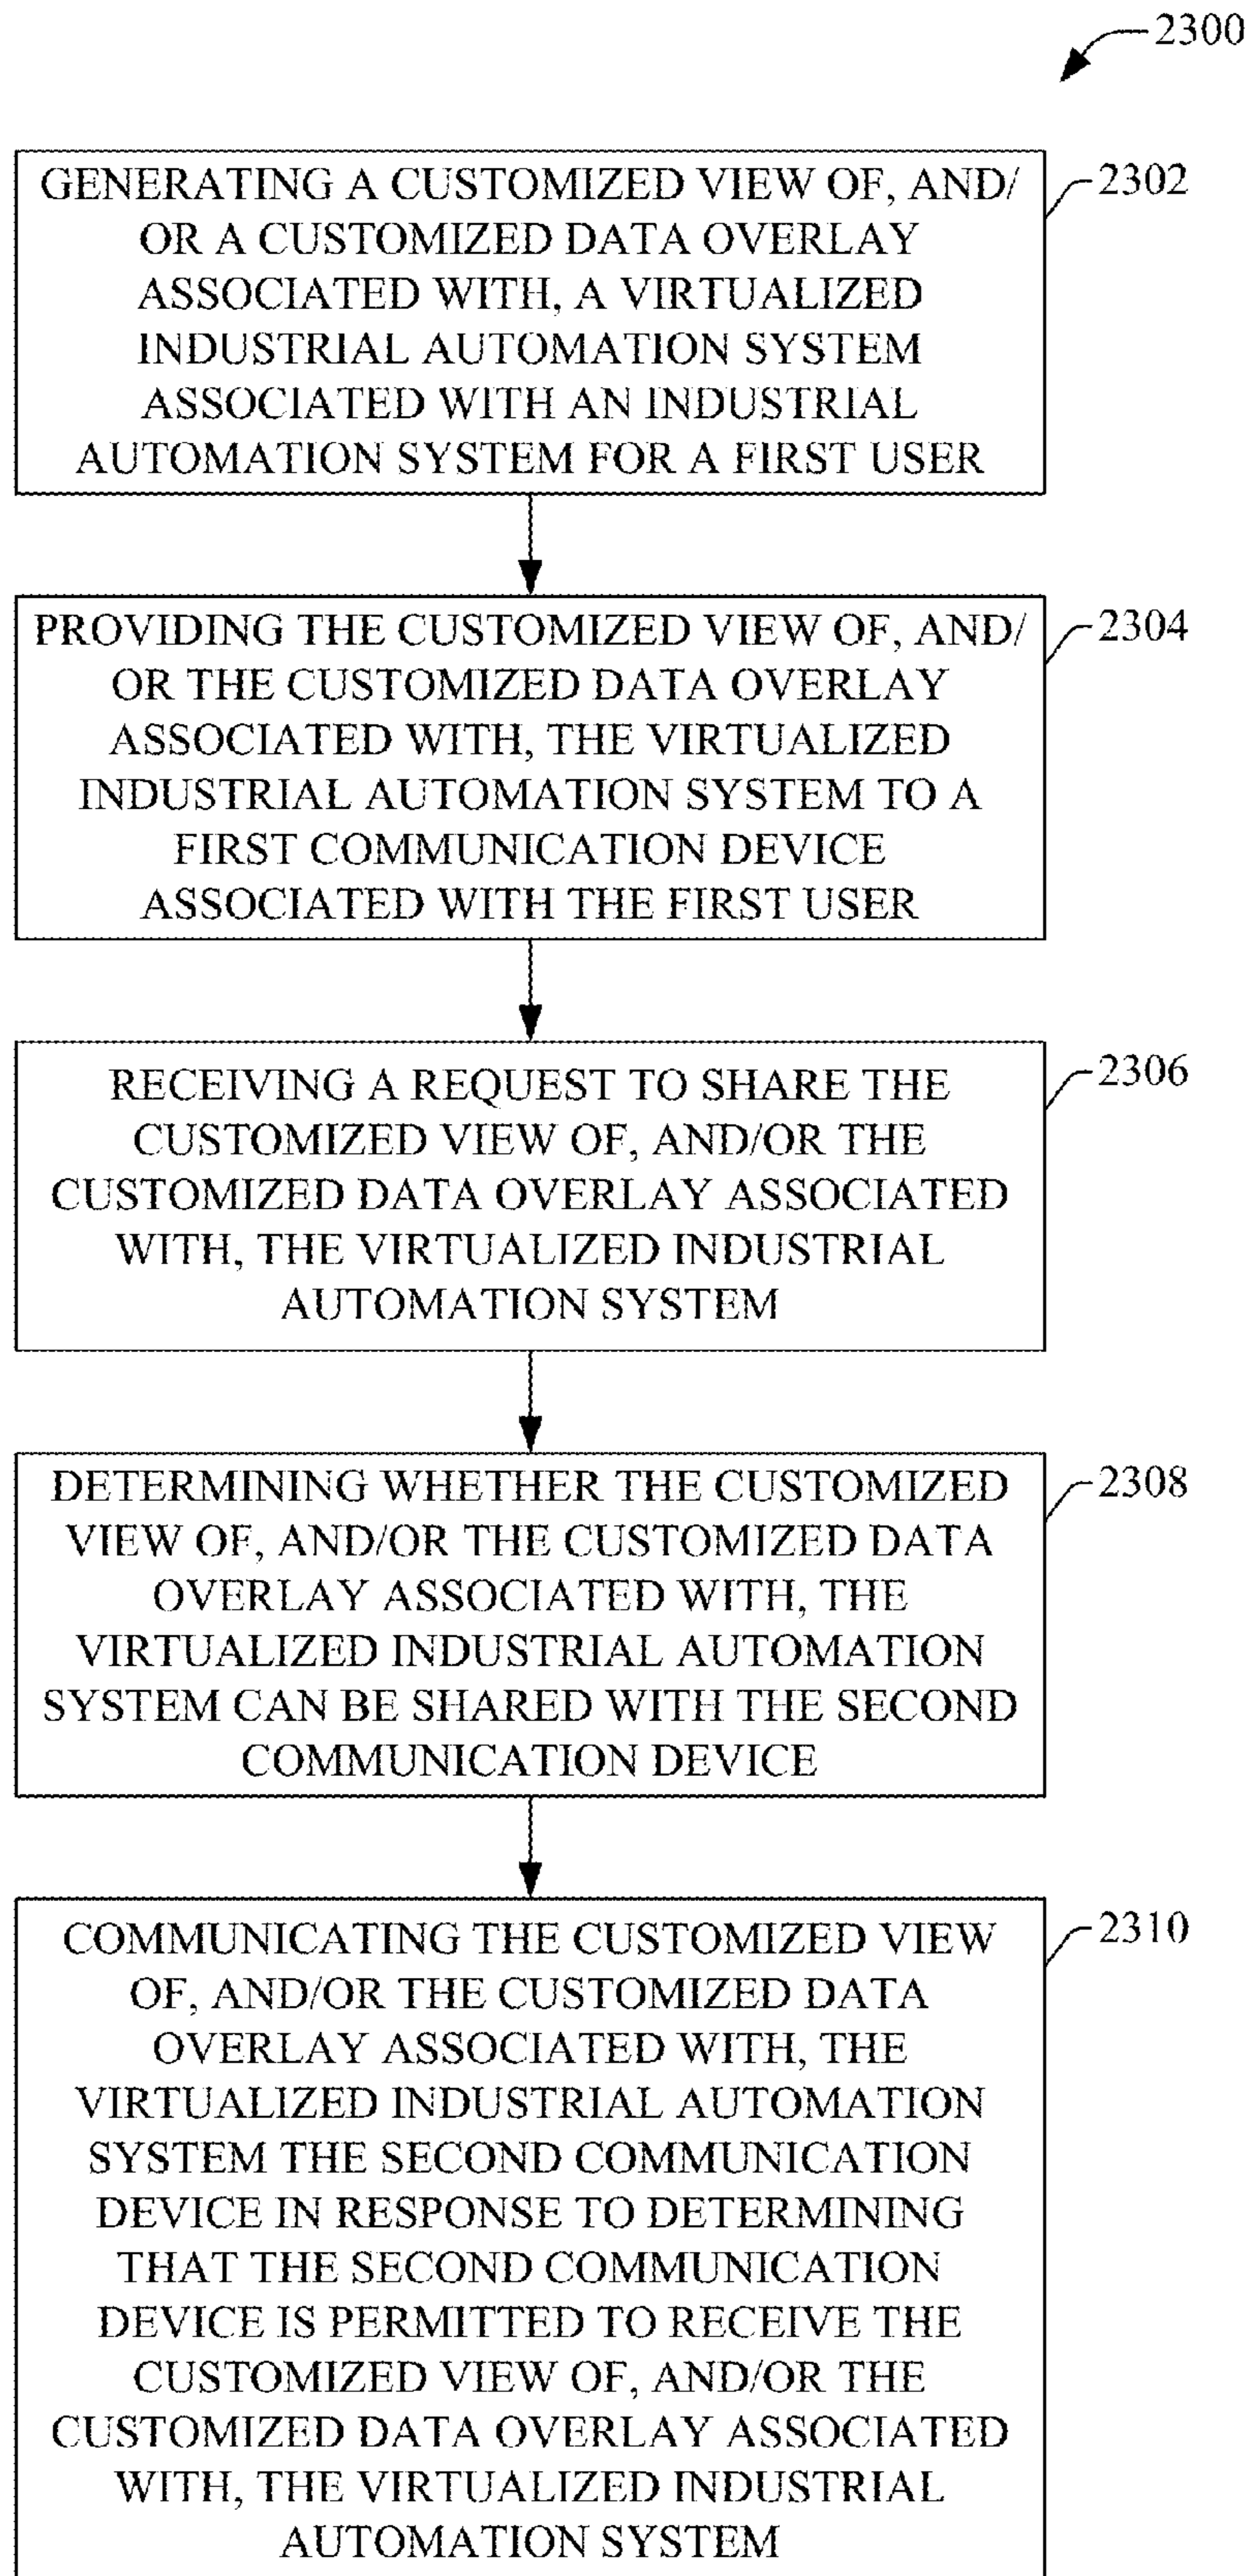 2300
GENERATING A CUSTOMIZED VIEW OF, AND/
OR A CUSTOMIZED DATA OVERLAY
ASSOCIATED WITH, A VIRTUALIZED
INDUSTRIAL AUTOMATION SYSTEM
ASSOCIATED WITH AN INDUSTRIAL
AUTOMATION SYSTEM FOR A FIRST USER
2302
PROVIDING THE CUSTOMIZED VIEW OF, AND/
OR THE CUSTOMIZED DATA OVERLAY
ASSOCIATED WITH, THE VIRTUALIZED
INDUSTRIAL AUTOMATION SYSTEM TO A
FIRST COMMUNICATION DEVICE
ASSOCIATED WITH THE FIRST USER
2304
RECEIVING A REQUEST TO SHARE THE
CUSTOMIZED VIEW OF, AND/OR THE
CUSTOMIZED DATA OVERLAY ASSOCIATED
WITH, THE VIRTUALIZED INDUSTRIAL
AUTOMATION SYSTEM
2306
DETERMINING WHETHER THE CUSTOMIZED
VIEW OF, AND/OR THE CUSTOMIZED DATA
OVERLAY ASSOCIATED WITH, THE
VIRTUALIZED INDUSTRIAL AUTOMATION
SYSTEM CAN BE SHARED WITH THE SECOND
COMMUNICATION DEVICE
2308
COMMUNICATING THE CUSTOMIZED VIEW
OF, AND/OR THE CUSTOMIZED DATA
OVERLAY ASSOCIATED WITH, THE
VIRTUALIZED INDUSTRIAL AUTOMATION
SYSTEM THE SECOND COMMUNICATION
DEVICE IN RESPONSE TO DETERMINING
THAT THE SECOND COMMUNICATION
DEVICE IS PERMITTED TO RECEIVE THE
CUSTOMIZED VIEW OF, AND/OR THE
CUSTOMIZED DATA OVERLAY ASSOCIATED
WITH, THE VIRTUALIZED INDUSTRIAL
AUTOMATION SYSTEM
2310